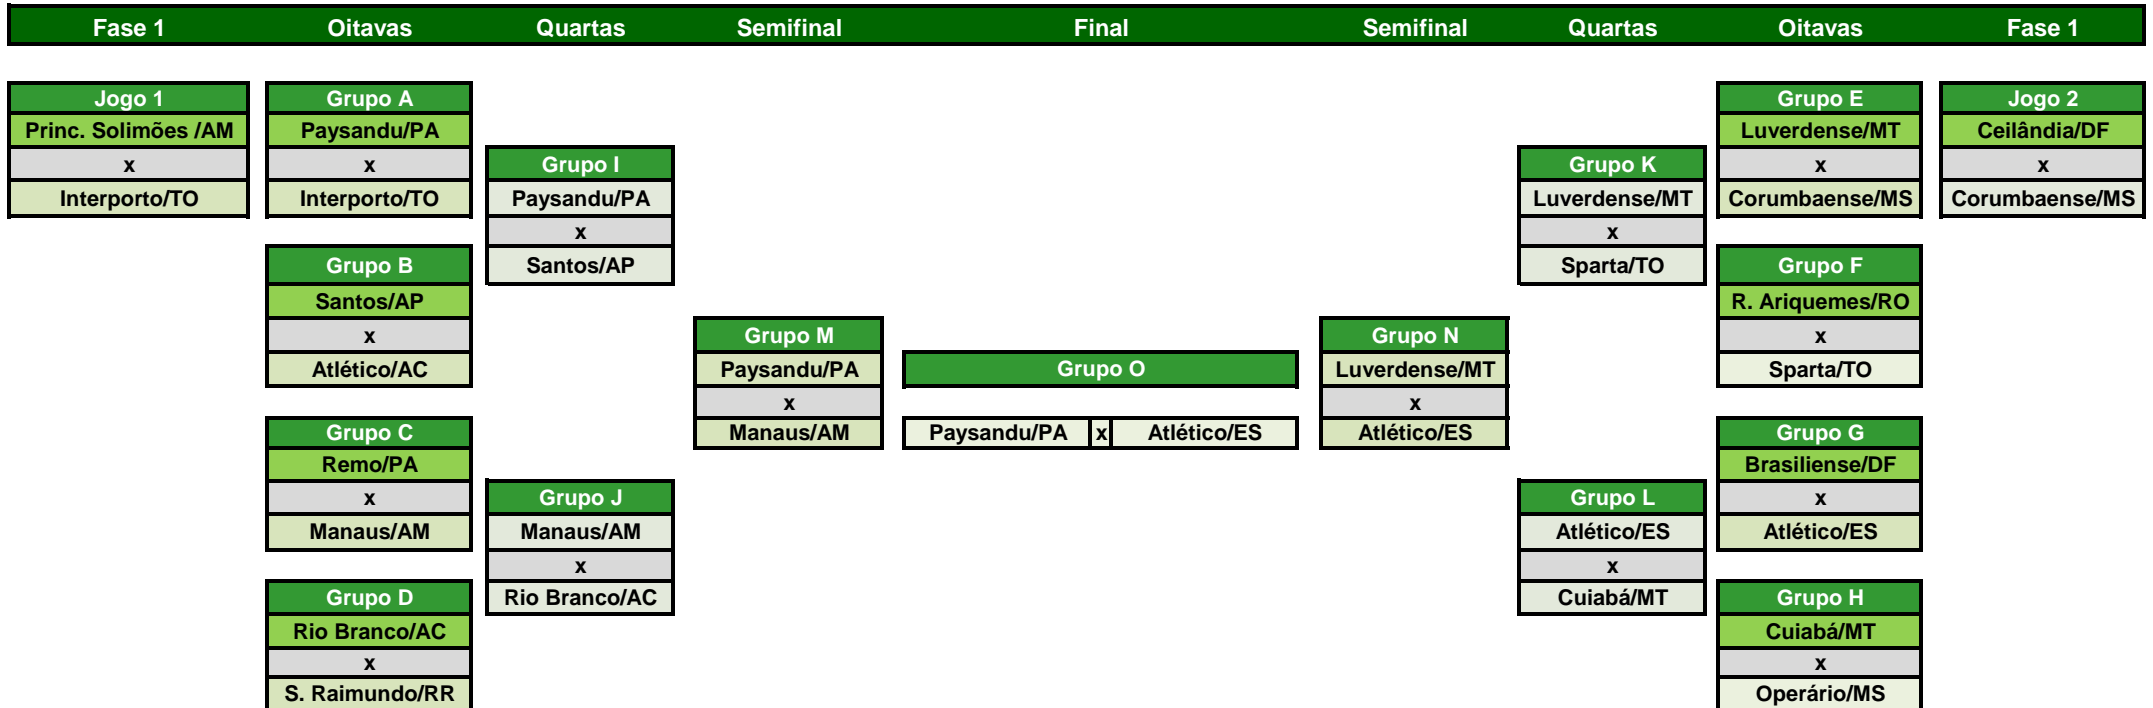 Fase 1 Oitavas Quartas Semifinal Final Semifinal Quartas Oitavas Fase 1
Jogo 1
Princ. Solimões /AM
x
Interporto/TO
Grupo A
Paysandu/PA
x
Interporto/TO
Grupo B
Santos/AP
x
Atlético/AC
Grupo C
Remo/PA
x
Manaus/AM
Grupo D
Rio Branco/AC
x
S. Raimundo/RR
Grupo I
Paysandu/PA
x
Santos/AP
Grupo J
Manaus/AM
x
Rio Branco/AC
Grupo M
Paysandu/PA
x
Manaus/AM
Grupo O
Paysandu/PA x Atlético/ES
Grupo N
Luverdense/MT
x
Atlético/ES
Grupo K
Luverdense/MT
x
Sparta/TO
Grupo L
Atlético/ES
x
Cuiabá/MT
Grupo E
Luverdense/MT
x
Corumbaense/MS
Grupo F
R. Ariquemes/RO
x
Sparta/TO
Grupo G
Brasiliense/DF
x
Atlético/ES
Grupo H
Cuiabá/MT
x
Operário/MS
Jogo 2
Ceilândia/DF
x
Corumbaense/MS